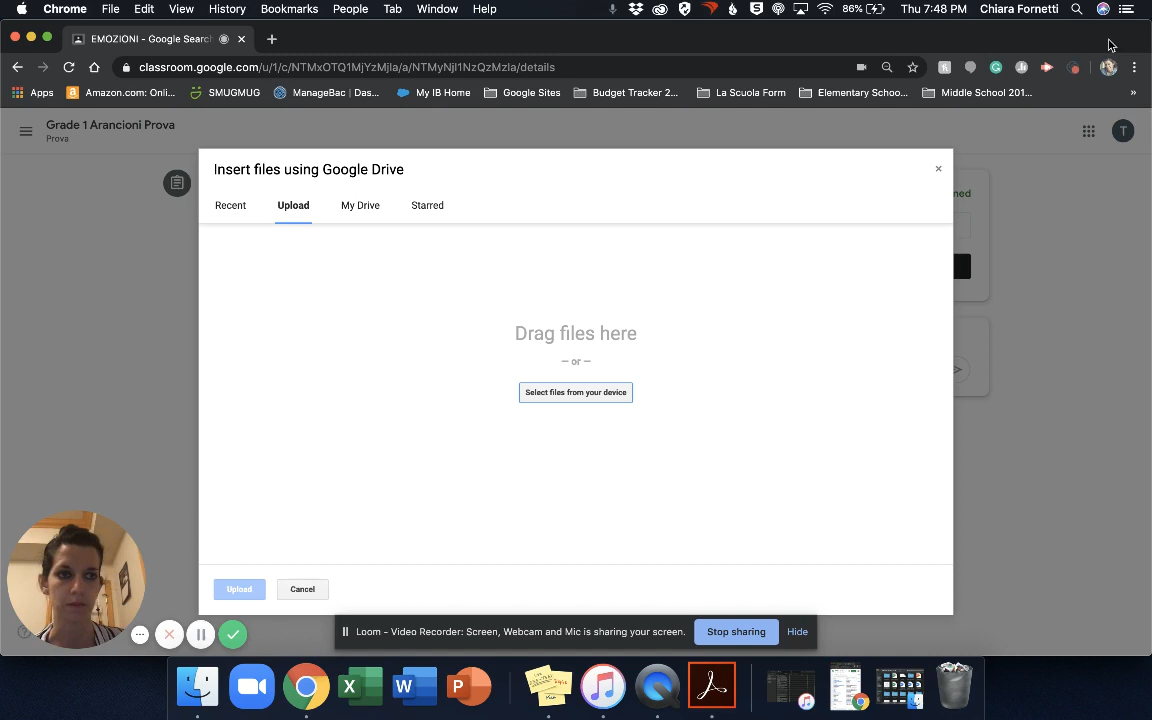 Chrome File Edit View History Bookmarks People Tab Window Help 86% Thu 7:48 PM Chiara Fornetti
EMOZIONI - Google Searc
classroom.google.com/u/1/c/NTMxOTQ1MjYzMjla/a/NTMyNjl1NzQzMzla/details
Apps Amazon.com: Onli... SMUGMUG ManageBac | Das... My IB Home Google Sites Budget Tracker 2... La Scuola Form Elementary Schoo... Middle School 201... »
Grade 1 Arancioni Prova
Prova
T
Insert files using Google Drive
Recent Upload My Drive Starred
ned
Drag files here
— or —
Select files from your device
Upload Cancel
Loom - Video Recorder: Screen, Webcam and Mic is sharing your screen. Stop sharing Hide
X W P